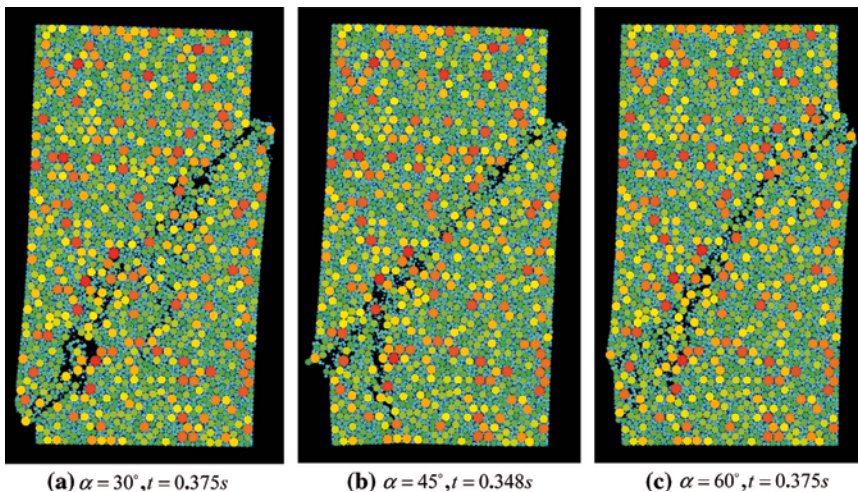 (a) α = 30°, t = 0.375s
(b) α = 45°, t = 0.348s
(c) α = 60°, t = 0.375s